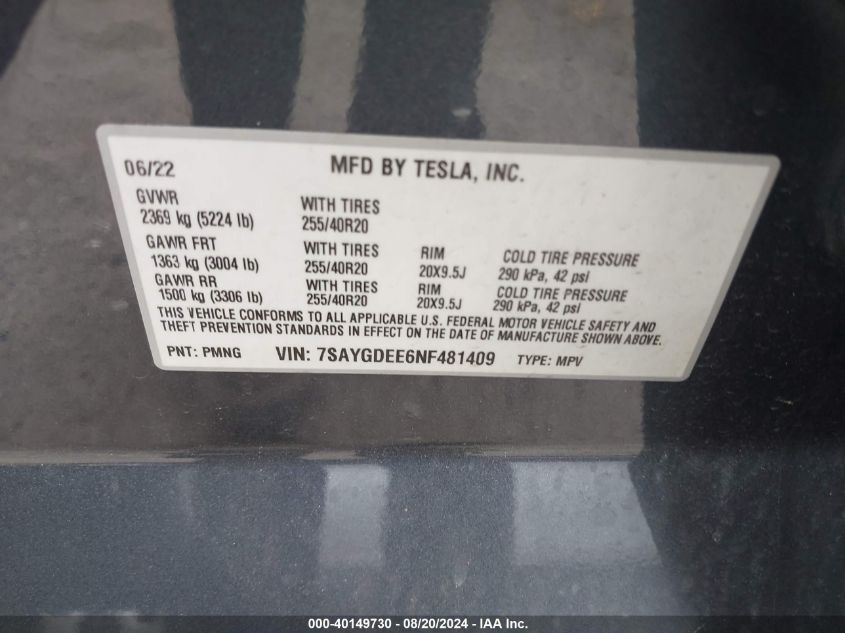 06/22 MFD BY TESLA, INC.
GVWR
2369 kg (5224 lb) WITH TIRES 255/40R20
GAWR FRT
1363 kg (3004 lb) WITH TIRES 255/40R20 RIM 20X9.5J COLD TIRE PRESSURE 290 kPa, 42 psi
GAWR RR
1500 kg (3306 lb) WITH TIRES 255/40R20 RIM 20X9.5J COLD TIRE PRESSURE 290 kPa, 42 psi
THIS VEHICLE CONFORMS TO ALL APPLICABLE U.S. FEDERAL MOTOR VEHICLE SAFETY AND
THEFT PREVENTION STANDARDS IN EFFECT ON THE DATE OF MANUFACTURE SHOWN ABOVE.
PNT: PMNG VIN: 7SAYGDEE6NF481409 TYPE: MPV
000-40149730 - 08/20/2024 - IAA Inc.